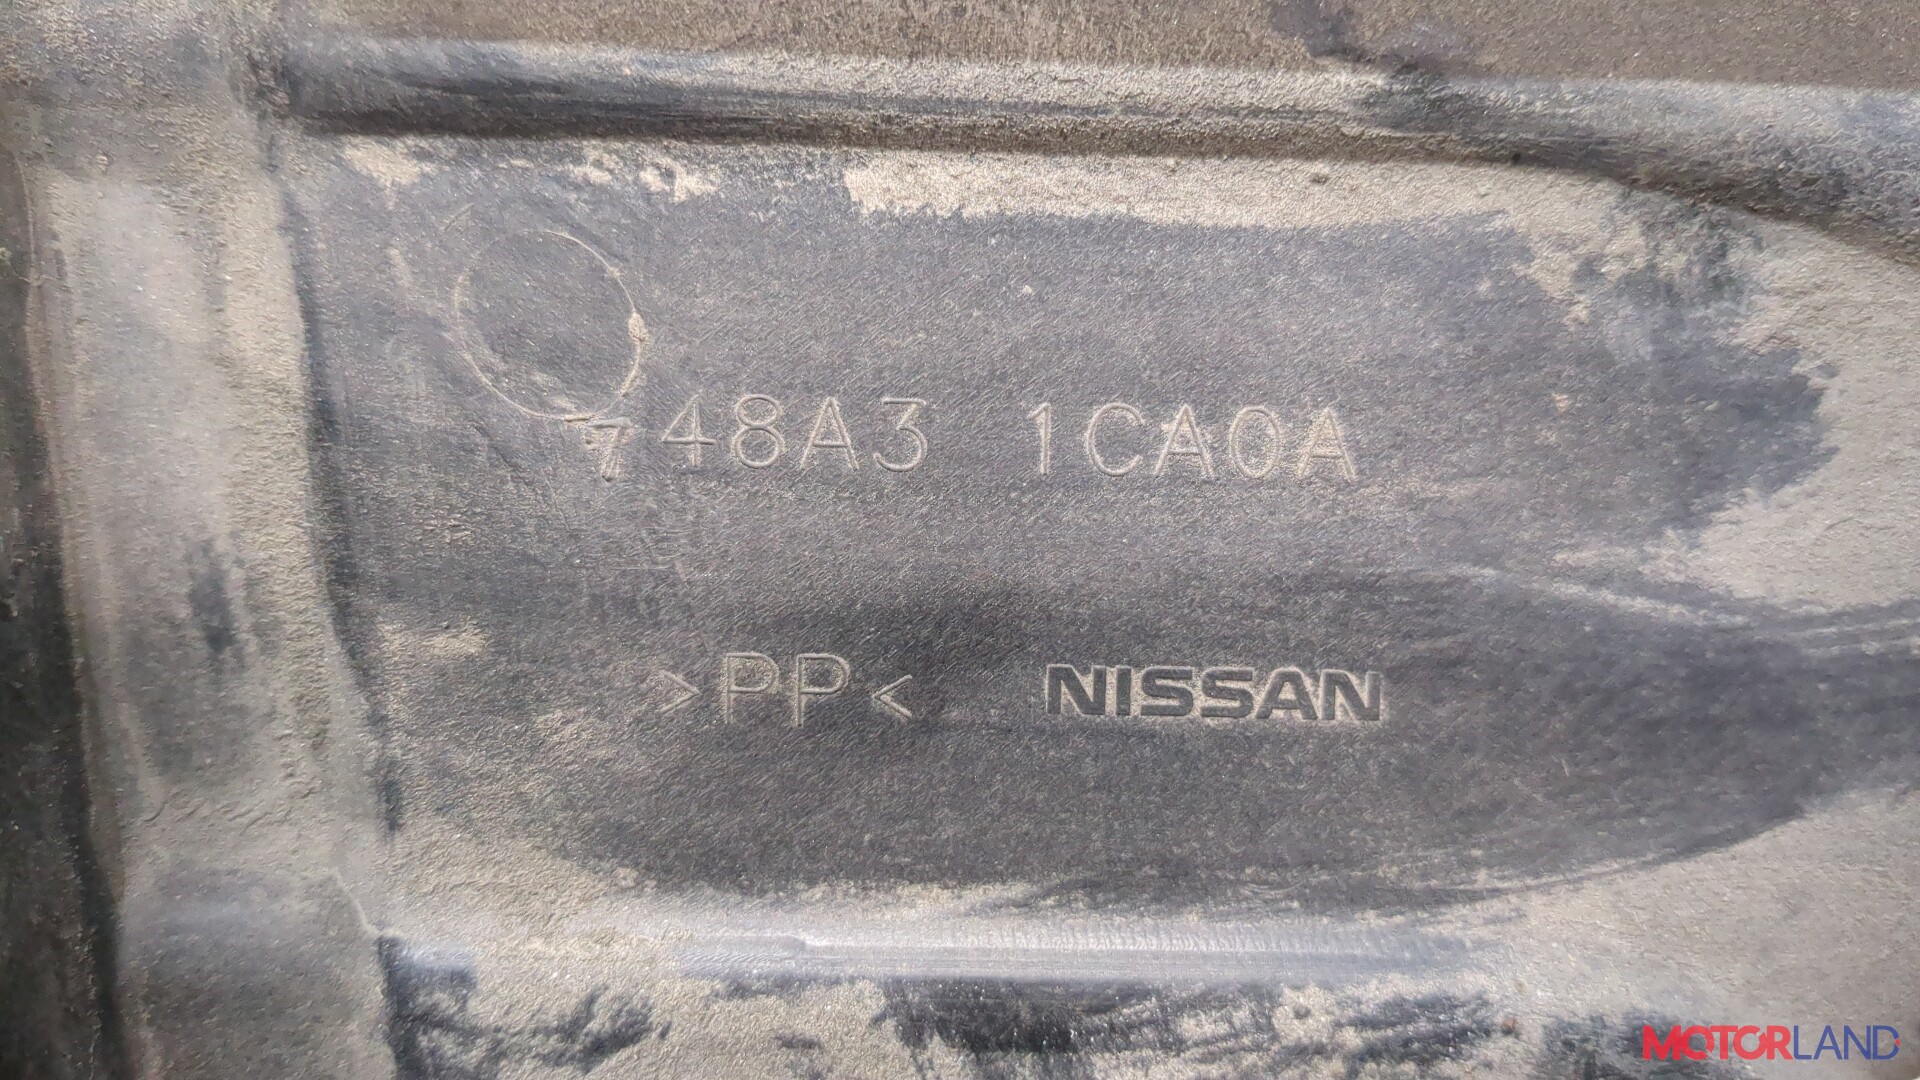 748A3 1CA0A
>PP< NISSAN
MOTORLAND